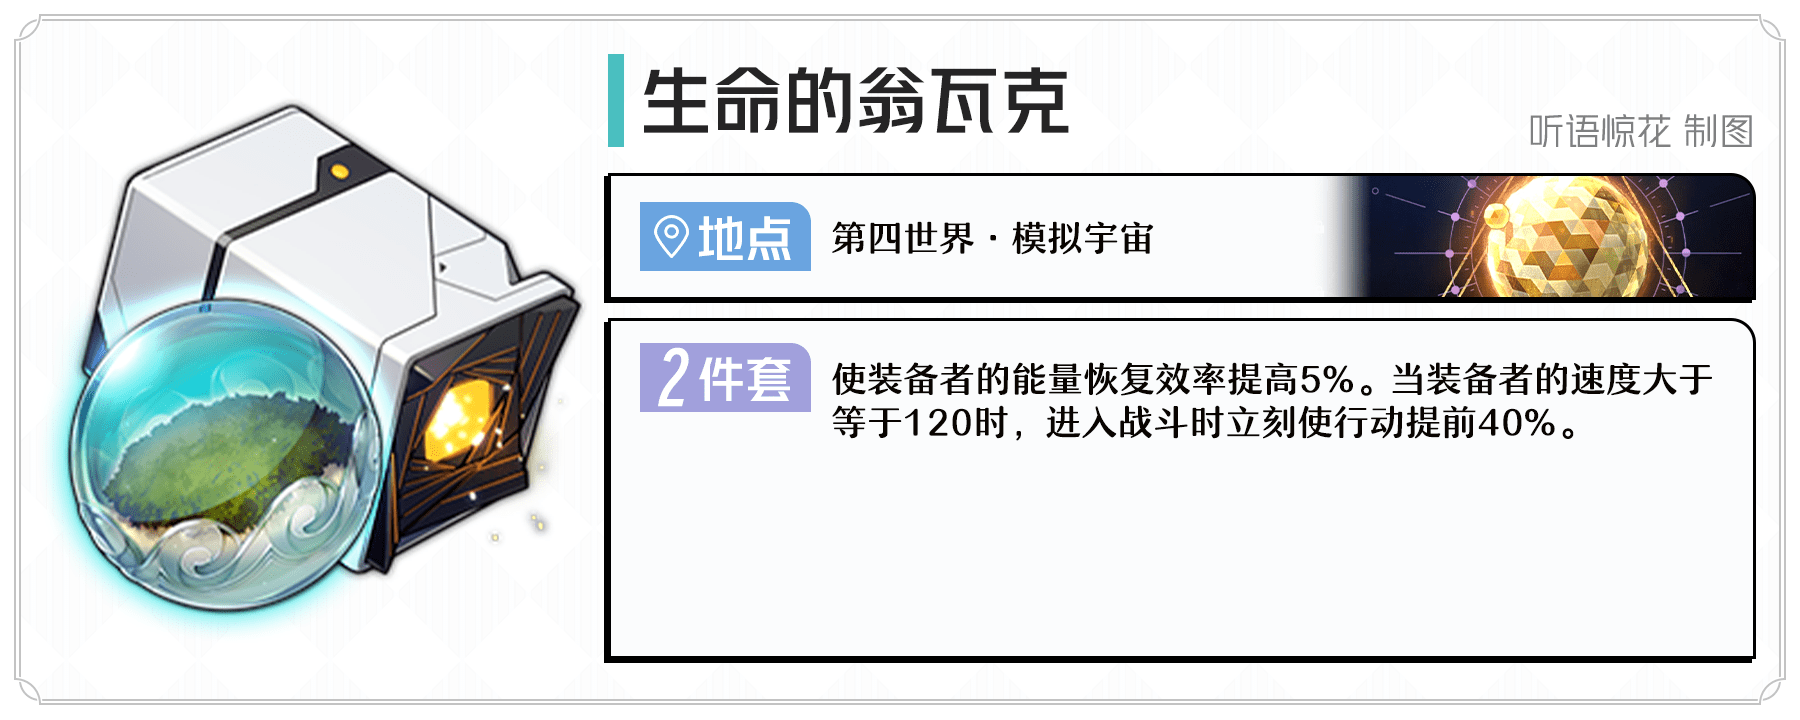 生命的翁瓦克
听语惊花 制图
地点
第四世界·模拟宇宙
2件套
使装备者的能量恢复效率提高5%。当装备者的速度大于
等于120时，进入战斗时立刻使行动提前40%。